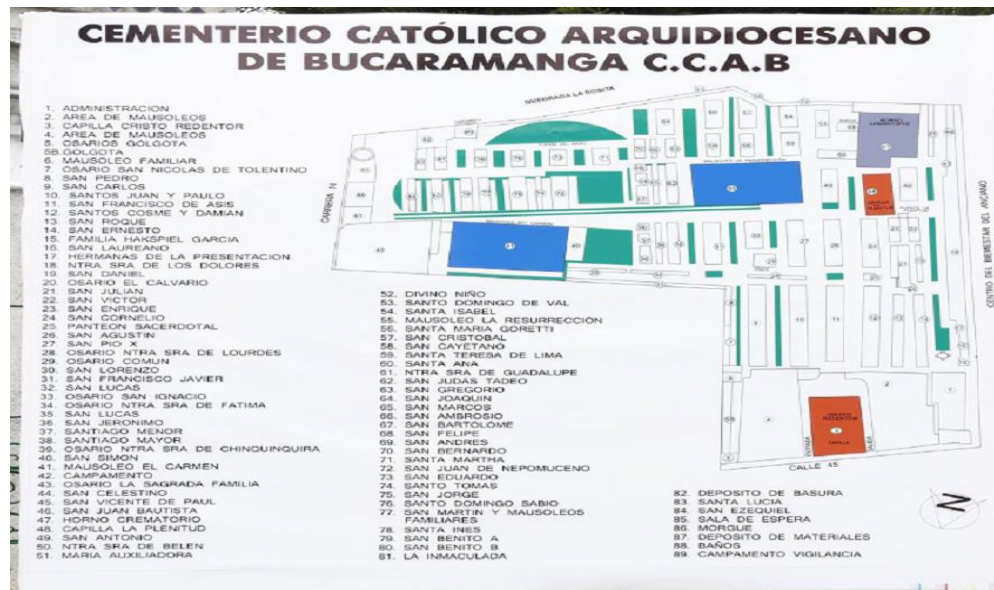 CEMENTERIO CATÓLICO ARQUIDIOCESANO
DE BUCARAMANGA C.C.A.B
1. ADMINISTRACION
2. AREA DE MAUSOLEOS
3. CAPILLA CRISTO REDENTOR
4. AREA DE MAUSOLEOS
5. OSARIOS GOLGOTA
5B. GOLGOTA
6. MAUSOLEO FAMILIAR
7. OSARIO SAN NICOLAS DE TOLENTINO
8. SAN PEDRO
9. SAN CARLOS
10. SANTOS JUAN Y PAULO
11. SAN FRANCISCO DE ASIS
12. SANTOS COSME Y DAMIAN
13. SAN ROQUE
14. SAN ERNESTO
15. FAMILIA HAKSPIEL GARCIA
16. SAN LAUREANO
17. HERMANAS DE LA PRESENTACION
18. NTRA SRA DE LOS DOLORES
19. SAN DANIEL
20. OSARIO EL CALVARIO
21. SAN JULIAN
22. SAN VICTOR
23. SAN ENRIQUE
24. SAN CORNELIO
25. PANTEON SACERDOTAL
26. SAN AGUSTIN
27. SAN PIO X
28. OSARIO NTRA SRA DE LOURDES
29. OSARIO COMUN
30. SAN LORENZO
31. SAN FRANCISCO JAVIER
32. SAN LUCAS
33. OSARIO SAN IGNACIO
34. OSARIO NTRA SRA DE FATIMA
35. SAN LUCAS
36. SAN JERONIMO
37. SANTIAGO MENOR
38. SANTIAGO MAYOR
39. OSARIO NTRA SRA DE CHINQUINQUIRA
40. SAN SIMON
41. MAUSOLEO EL CARMEN
42. CAMPAMENTO
43. OSARIO LA SAGRADA FAMILIA
44. SAN CELESTINO
45. SAN VICENTE DE PAUL
46. SAN JUAN BAUTISTA
47. HORNO CREMATORIO
48. CAPILLA LA PLENITUD
49. SAN ANTONIO
50. NTRA SRA DE BELEN
51. MARIA AUXILIADORA
52. DIVINO NIÑO
53. SANTO DOMINGO DE VAL
54. SANTA ISABEL
55. MAUSOLEO LA RESURRECCIÓN
56. SANTA MARIA GORETTI
57. SAN CRISTOBAL
58. SAN CAYETANO
59. SANTA TERESA DE LIMA
60. SANTA ANA
61. NTRA SRA DE GUADALUPE
62. SAN JUDAS TADEO
63. SAN GREGORIO
64. SAN JOAQUIN
65. SAN MARCOS
66. SAN AMBROSIO
67. SAN BARTOLOME
68. SAN FELIPE
69. SAN ANDRES
70. SAN BERNARDO
71. SANTA MARTHA
72. SAN JUAN DE NEPOMUCENO
73. SAN EDUARDO
74. SANTO TOMAS
75. SAN JORGE
76. SANTO DOMINGO SABIO
77. SAN MARTIN Y MAUSOLEOS
FAMILIARES
78. SANTA INES
79. SAN BENITO A
80. SAN BENITO B
81. LA INMACULADA
82. DEPOSITO DE BASURA
83. SANTA LUCIA
84. SAN EZEQUIEL
85. SALA DE ESPERA
86. MORGUE
87. DEPOSITO DE MATERIALES
88. BAÑOS
89. CAMPAMENTO VIGILANCIA
QUEBRADA LA ROSITA
CENTRO DEL BIENESTAR DEL ANCIANO
CAPILLA
ENTRADA
SALIDA
CALLE 45
N